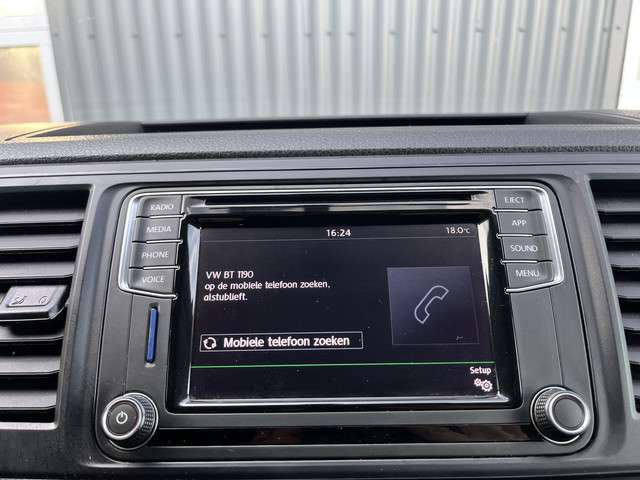 RADIO
MEDIA
PHONE
VOICE
EJECT
APP
SOUND
MENU
16:24
18.0°C
VW BT 1190
op de mobiele telefoon zoeken,
alstublieft.
Mobiele telefoon zoeken
Setup